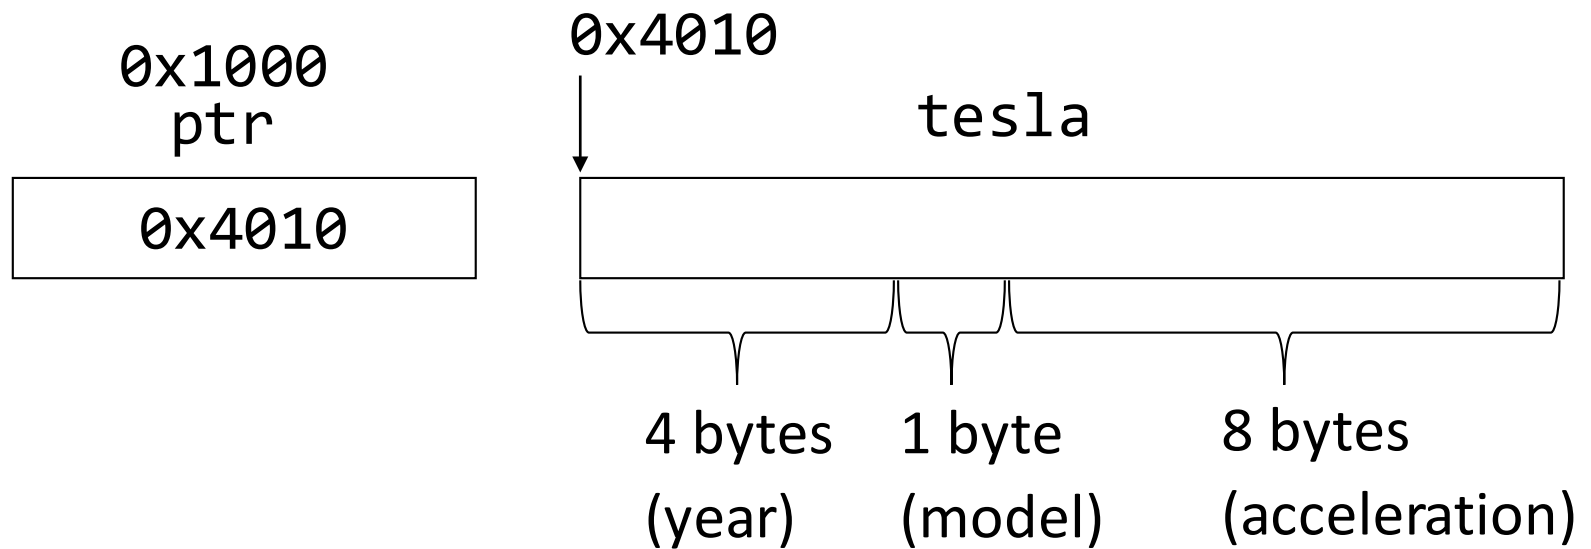 0x1000
ptr
0x4010
0x4010
tesla
4 bytes
(year)
1 byte
(model)
8 bytes
(acceleration)